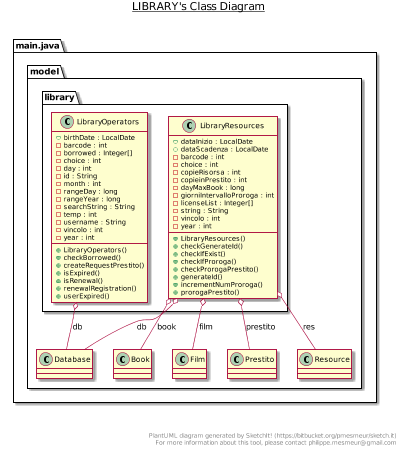 LIBRARY's Class Diagram
main.java
model
library
LibraryOperators
birthDate : LocalDate
barcode : int
borrowed : Integer[]
choice : int
day : int
id : String
month : int
rangeDay : long
rangeYear : long
searchString : String
temp : int
username : String
vincolo : int
year : int
LibraryOperators()
checkBorrowed()
createRequestPrestito()
isExpired()
isRenewal()
renewalRegistration()
userExpired()
LibraryResources
dataInizio : LocalDate
dataScadenza : LocalDate
barcode : int
choice : int
copieRisorsa : int
copieinPrestito : int
dayMaxBook : long
giorniIntervalloProroga : int
licenseList : Integer[]
string : String
vincolo : int
year : int
LibraryResources()
checkGenerateId()
checkIfExist()
checkIfProroga()
checkProrogaPrestito()
generateId()
incrementNumProroga()
prorogaPrestito()
db
db
book
film
prestito
res
Database
Book
Film
Prestito
Resource
PlantUML diagram generated by SketchIt! (https://bitbucket.org/pmesmeur/sketch.it)
For more information about this tool, please contact philippe.mesmeur@gmail.com